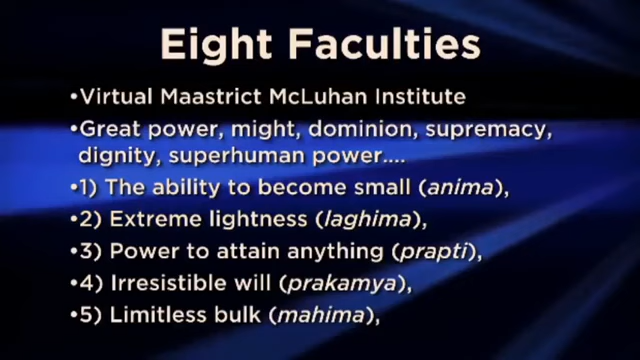 Eight Faculties
•Virtual Maastrict McLuhan Institute
•Great power, might, dominion, supremacy,
dignity, superhuman power....
•1) The ability to become small (anima),
•2) Extreme lightness (laghima),
•3) Power to attain anything (prapti),
•4) Irresistible will (prakamya),
•5) Limitless bulk (mahima),